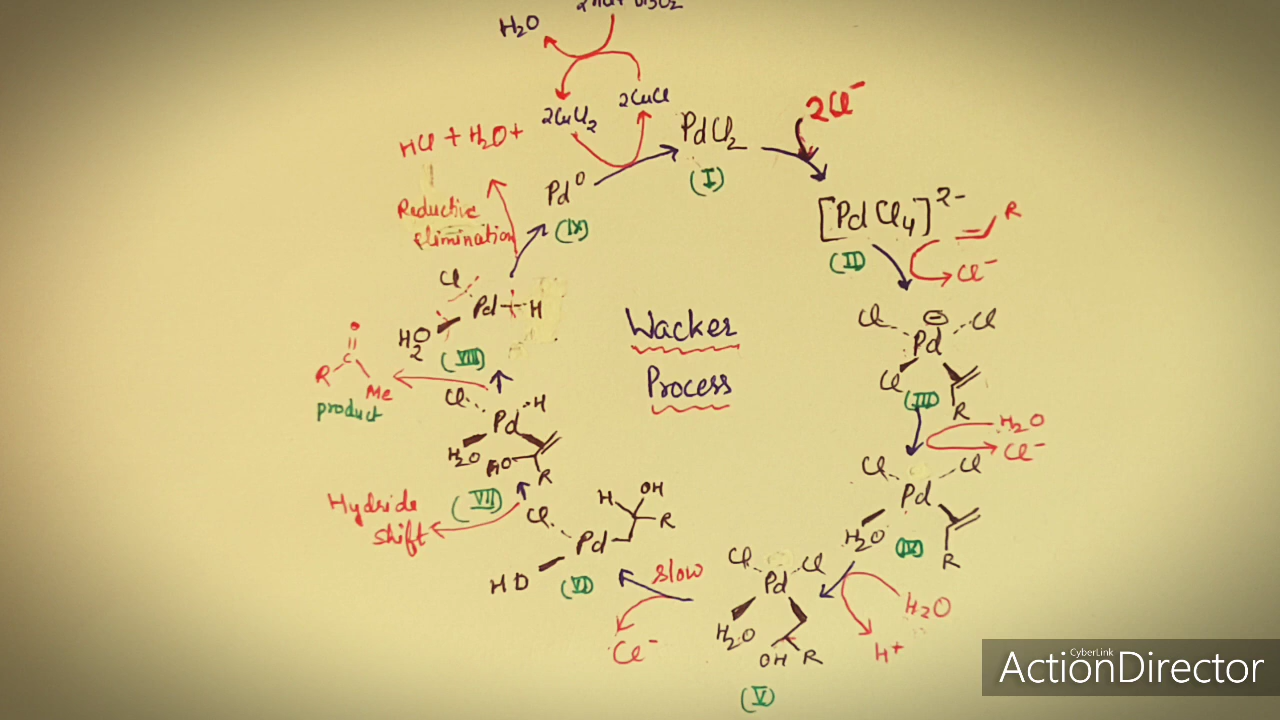 H₂O
2CuCl₂
2CuCl
HCl + H₂O +
Reductive
elimination
Pd⁰
(IX)
PdCl₂
(I)
2Cl⁻
[PdCl₄]²⁻
(II)
R
Cl⁻
Cl
Pd
⊖
Cl
Cl
(III)
R
H₂O
Cl⁻
Cl
Pd
Cl
H₂O
(IV)
R
H₂O
H⁺
Cl
Pd
Cl
H₂O
OH
R
(V)
slow
Cl⁻
H
OH
R
Cl
Pd
HO
(VI)
Hydride
shift
Cl
Pd
H
H₂O
HO
R
(VII)
R
C
Me
product
Cl
Pd
H
H₂O
(VIII)
Wacker
Process
CyberLink
ActionDirector